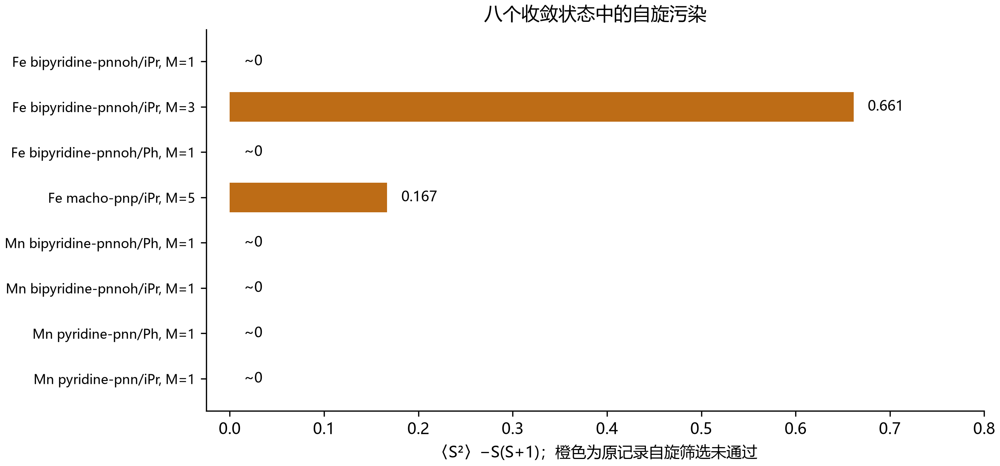 八个收敛状态中的自旋污染
Fe bipyridine-pnnoh/iPr, M=1
~0
Fe bipyridine-pnnoh/iPr, M=3
0.661
Fe bipyridine-pnnoh/Ph, M=1
~0
Fe macho-pnp/iPr, M=5
0.167
Mn bipyridine-pnnoh/Ph, M=1
~0
Mn bipyridine-pnnoh/iPr, M=1
~0
Mn pyridine-pnn/Ph, M=1
~0
Mn pyridine-pnn/iPr, M=1
~0
0.0 0.1 0.2 0.3 0.4 0.5 0.6 0.7 0.8
〈S²〉−S(S+1)；橙色为原记录自旋筛选未通过